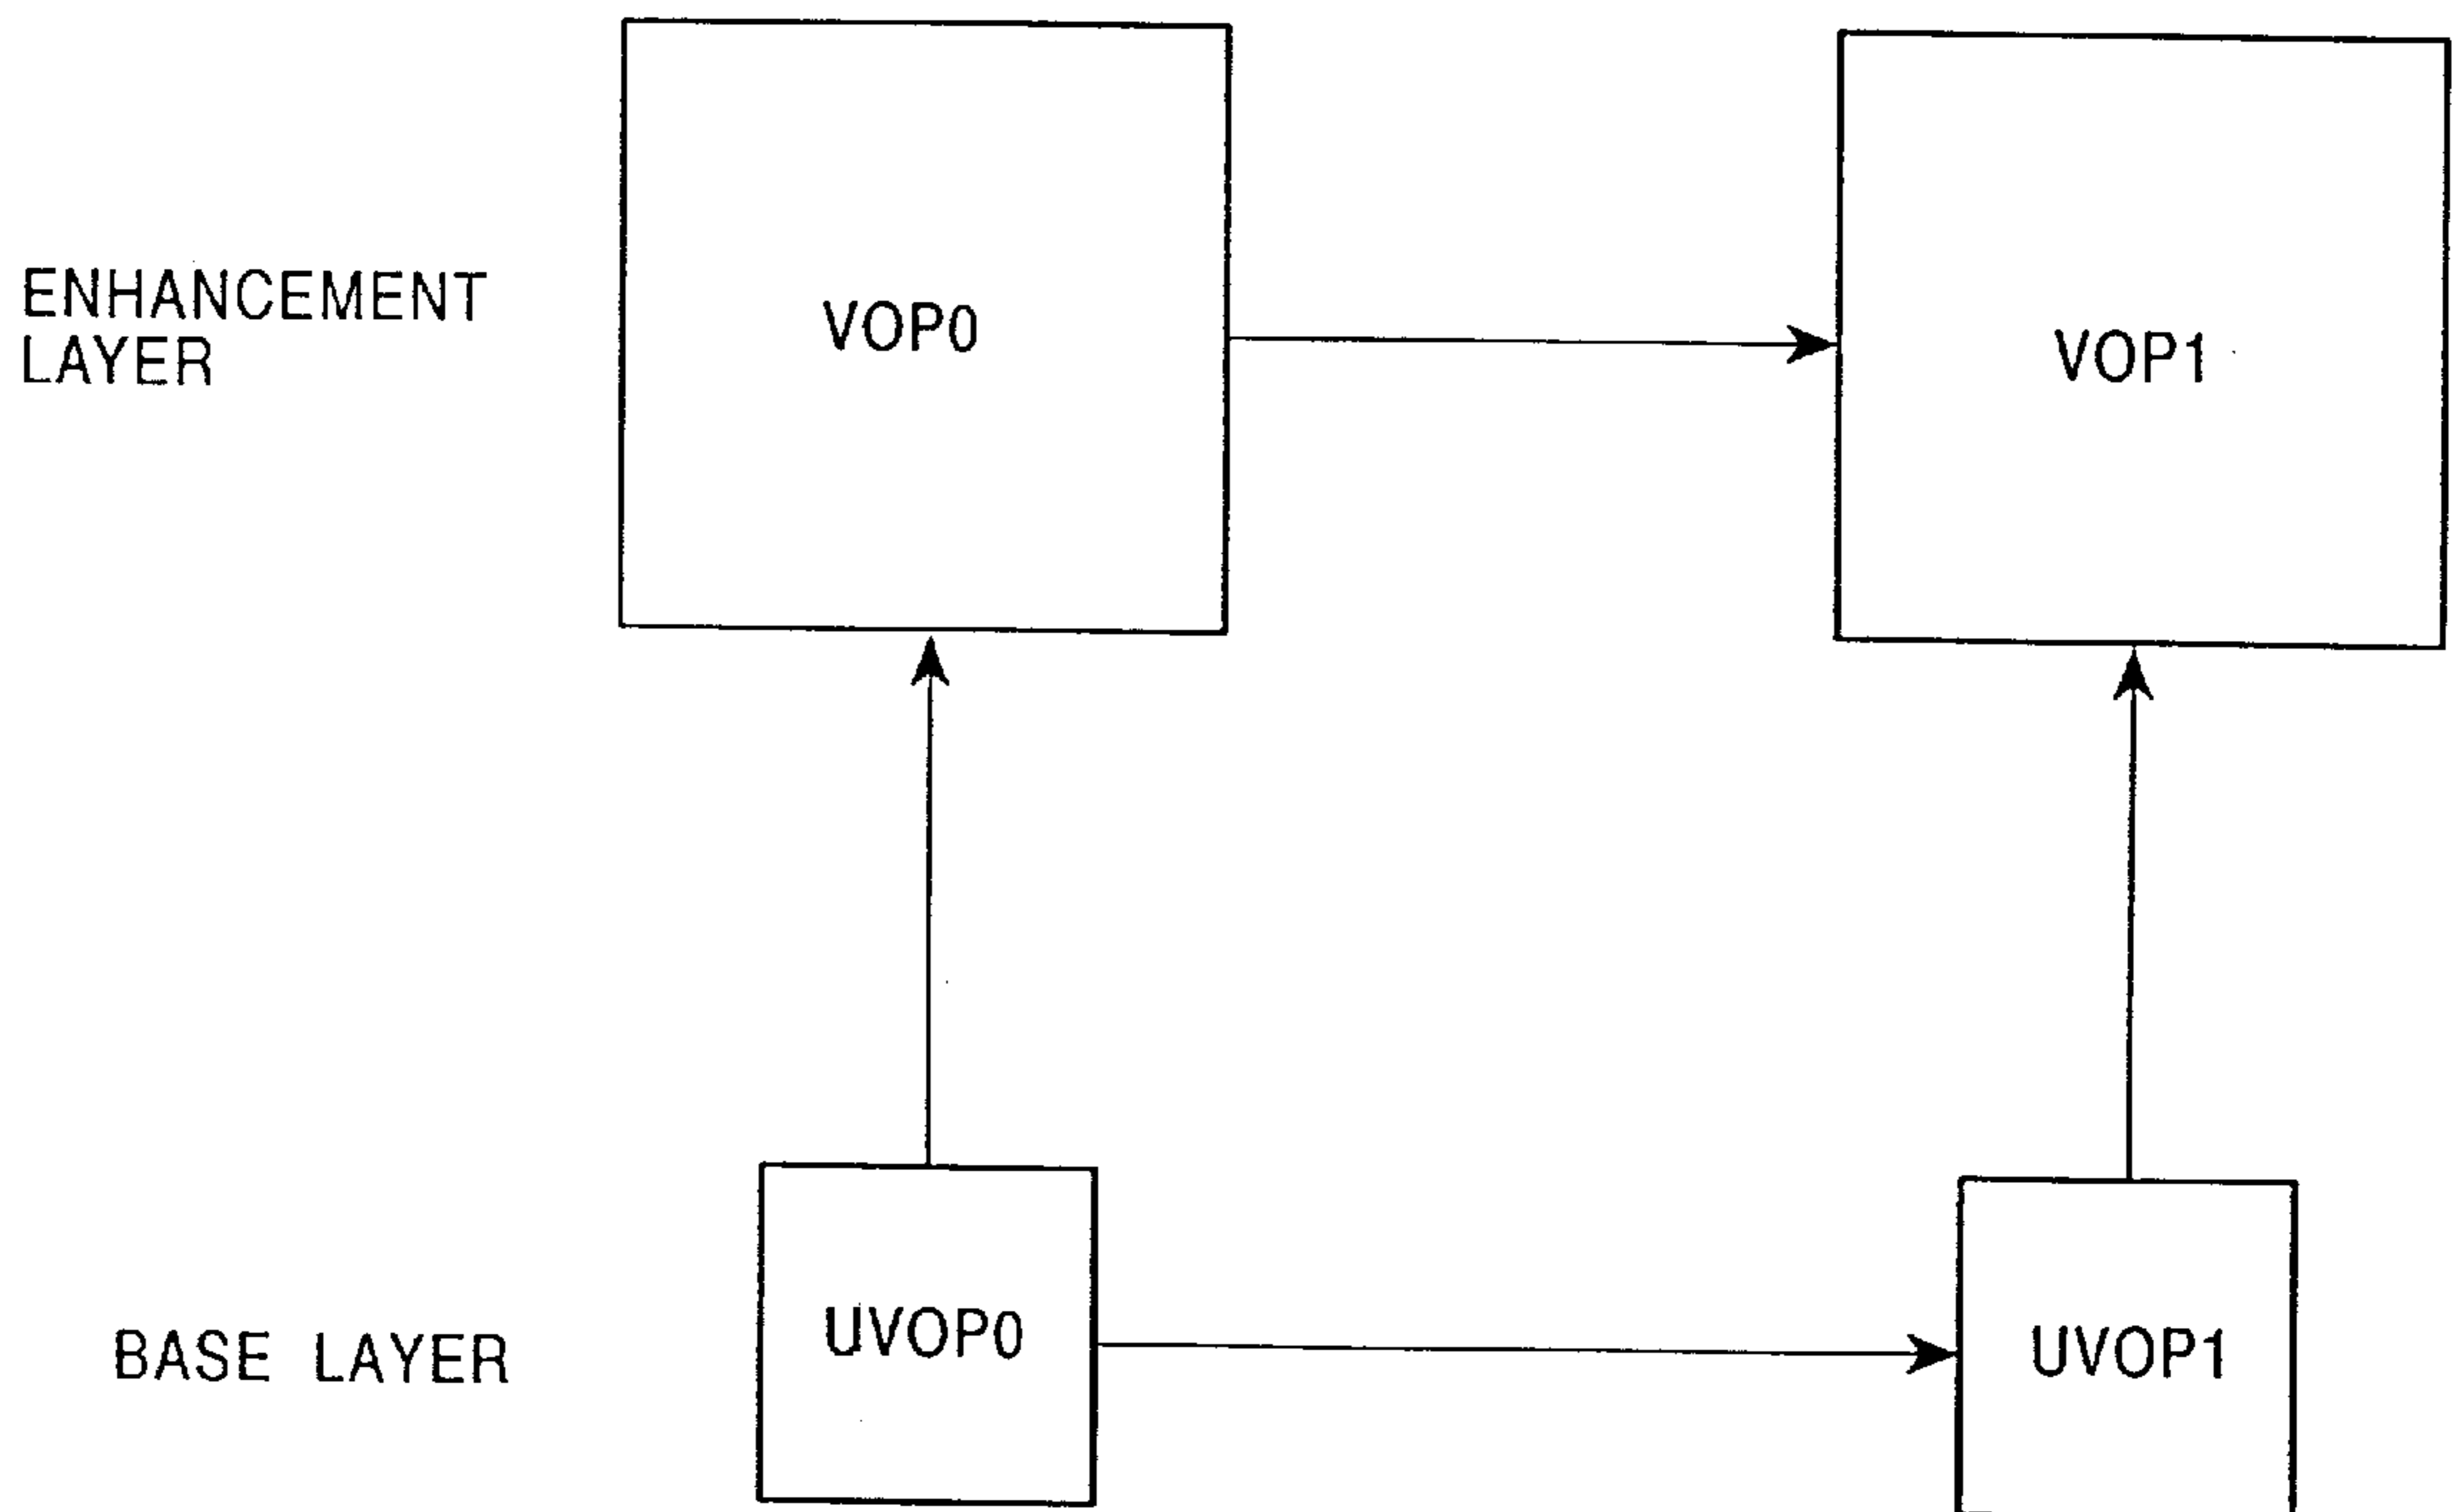 ENHANCEMENT
LAYER
VOP0
VOP1
BASE LAYER
UVOP0
UVOP1